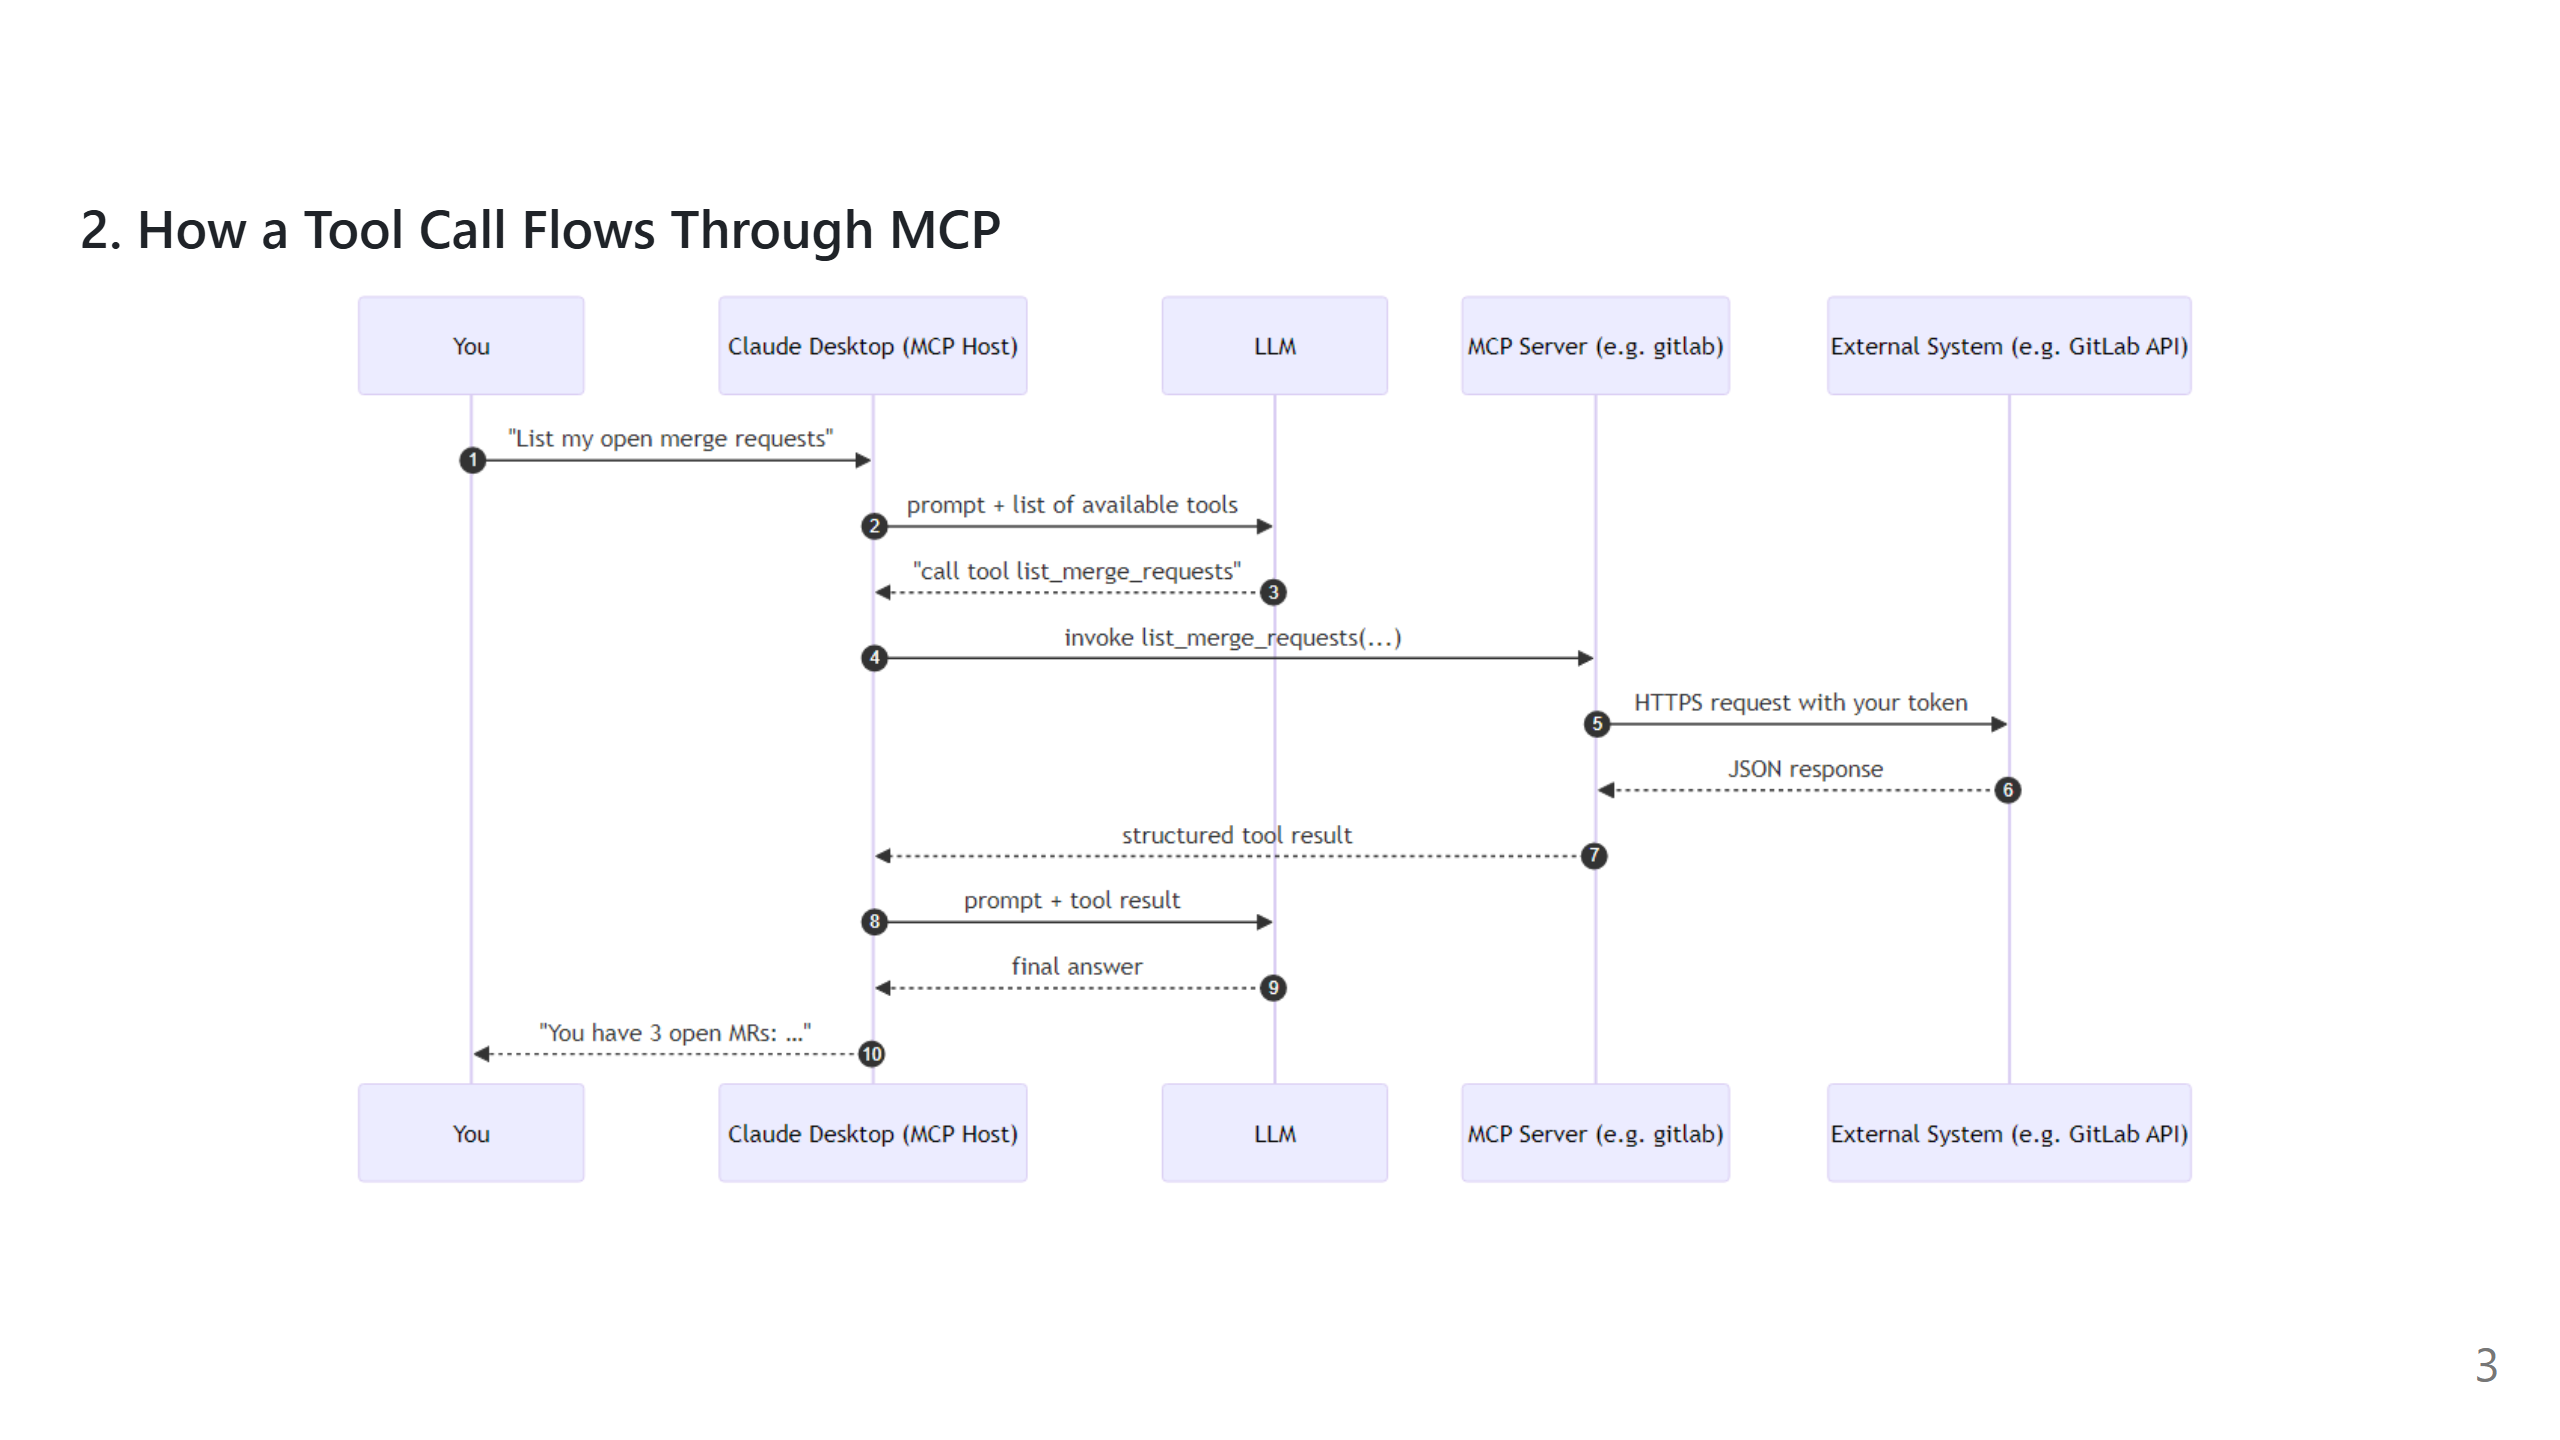 2. How a Tool Call Flows Through MCP
You
Claude Desktop (MCP Host)
LLM
MCP Server (e.g. gitlab)
External System (e.g. GitLab API)
"List my open merge requests"
1
prompt + list of available tools
2
"call tool list_merge_requests"
3
invoke list_merge_requests(...)
4
HTTPS request with your token
5
JSON response
6
structured tool result
7
prompt + tool result
8
final answer
9
"You have 3 open MRs: ..."
10
You
Claude Desktop (MCP Host)
LLM
MCP Server (e.g. gitlab)
External System (e.g. GitLab API)
3